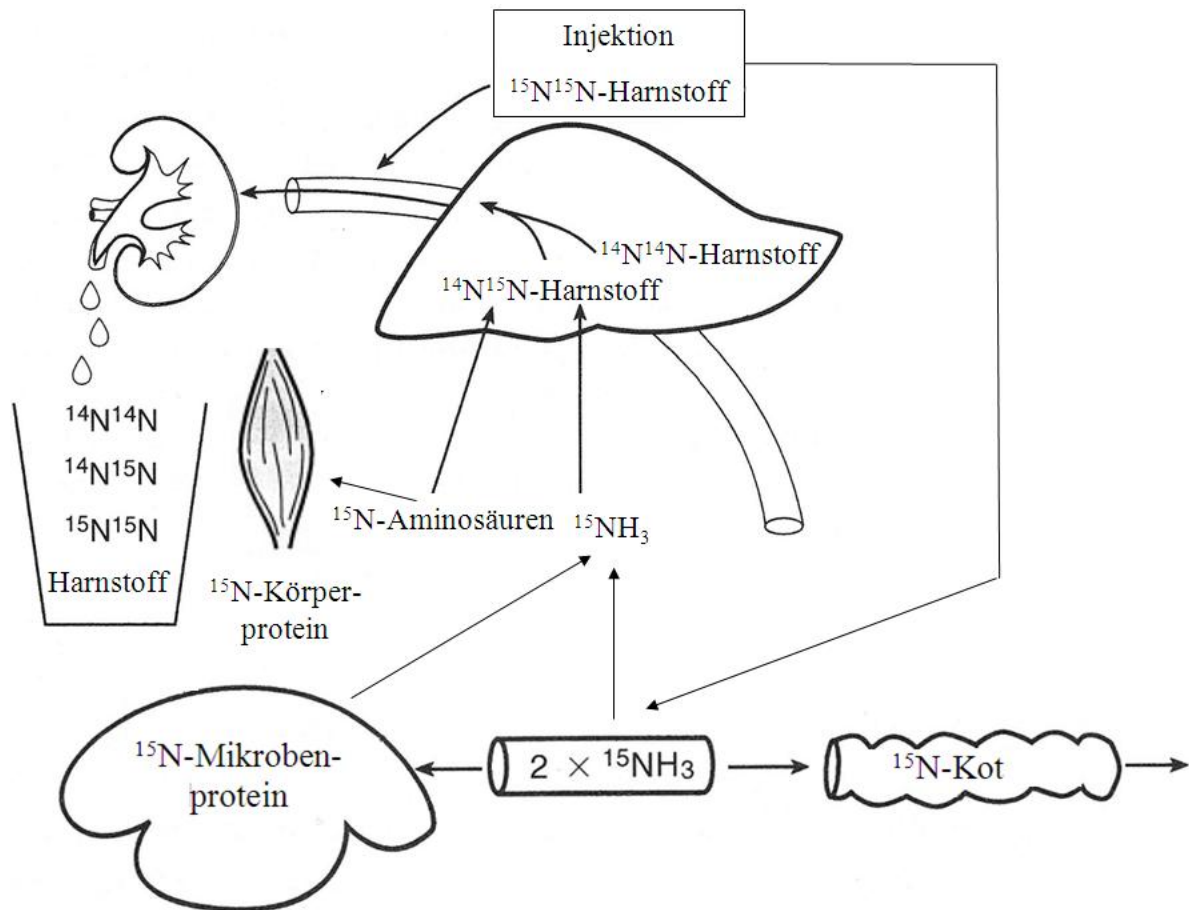 Injektion
¹⁵N¹⁵N-Harnstoff
¹⁴N¹⁴N-Harnstoff
¹⁴N¹⁵N-Harnstoff
¹⁴N¹⁴N
¹⁴N¹⁵N
¹⁵N¹⁵N
Harnstoff
¹⁵N-Körper-
protein
¹⁵N-Aminosäuren
¹⁵NH₃
¹⁵N-Mikroben-
protein
2 × ¹⁵NH₃
¹⁵N-Kot